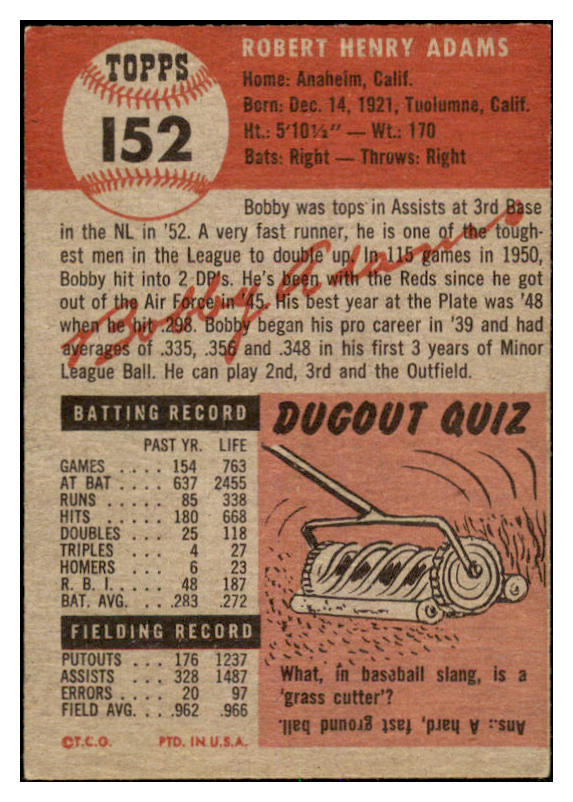 TOPPS
152
ROBERT HENRY ADAMS
Home: Anaheim, Calif.
Born: Dec. 14, 1921, Tuolumne, Calif.
Ht.: 5'10½" — Wt.: 170
Bats: Right — Throws: Right
Bobby was tops in Assists at 3rd Base
in the NL in '52. A very fast runner, he is one of the tough-
est men in the League to double up. In 115 games in 1950,
Bobby hit into 2 DP's. He's been with the Reds since he got
out of the Air Force in '45. His best year at the Plate was '48
when he hit .298. Bobby began his pro career in '39 and had
averages of .335, .356 and .348 in his first 3 years of Minor
League Ball. He can play 2nd, 3rd and the Outfield.
Bobby Adams
BATTING RECORD
PAST YR. LIFE
GAMES .... 154 763
AT BAT .... 637 2455
RUNS .... 85 338
HITS .... 180 668
DOUBLES ... 25 118
TRIPLES ... 4 27
HOMERS ... 6 23
R. B. I. .... 48 187
BAT. AVG. ... .283 .272
FIELDING RECORD
PUTOUTS ... 176 1237
ASSISTS ... 328 1487
ERRORS .... 20 97
FIELD AVG. ... .962 .966
©T.C.G. PTD. IN U.S.A.
DUGOUT QUIZ
What, in baseball slang, is a
'grass cutter'?
Ans.: A hard, fast ground ball.